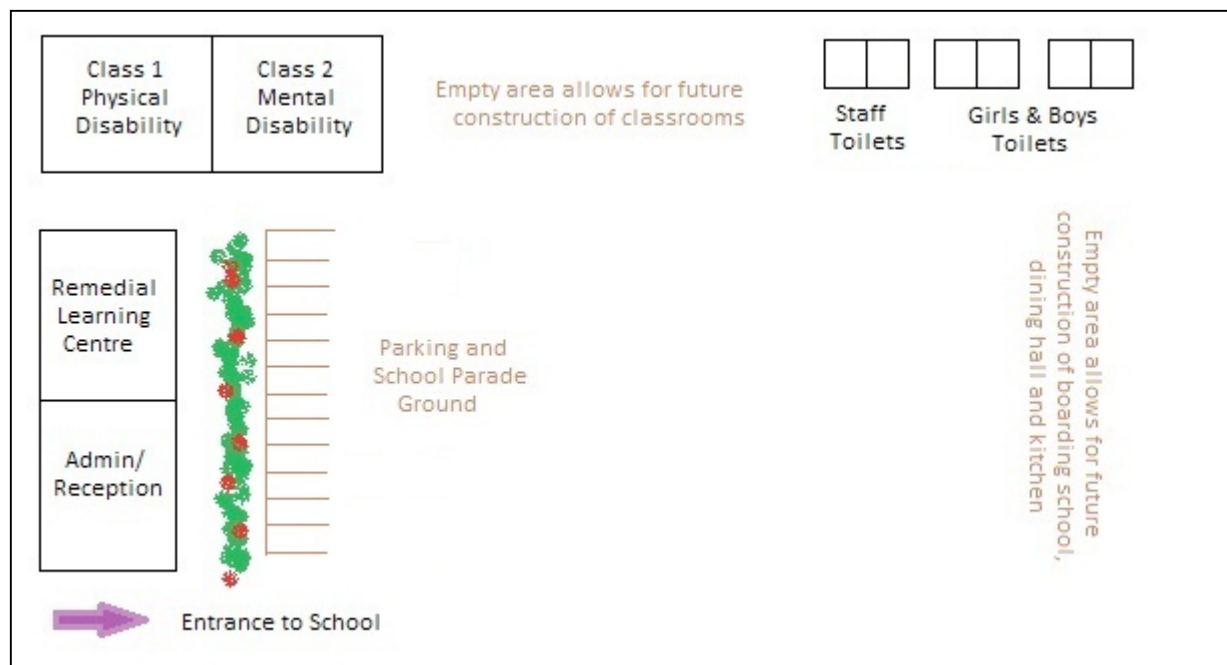 Class 1
Physical
Disability
Class 2
Mental
Disability
Empty area allows for future
construction of classrooms
Staff
Toilets
Girls & Boys
Toilets
Remedial
Learning
Centre
Admin/
Reception
Parking and
School Parade
Ground
Empty area allows for future
construction of boarding school,
dining hall and kitchen
Entrance to School